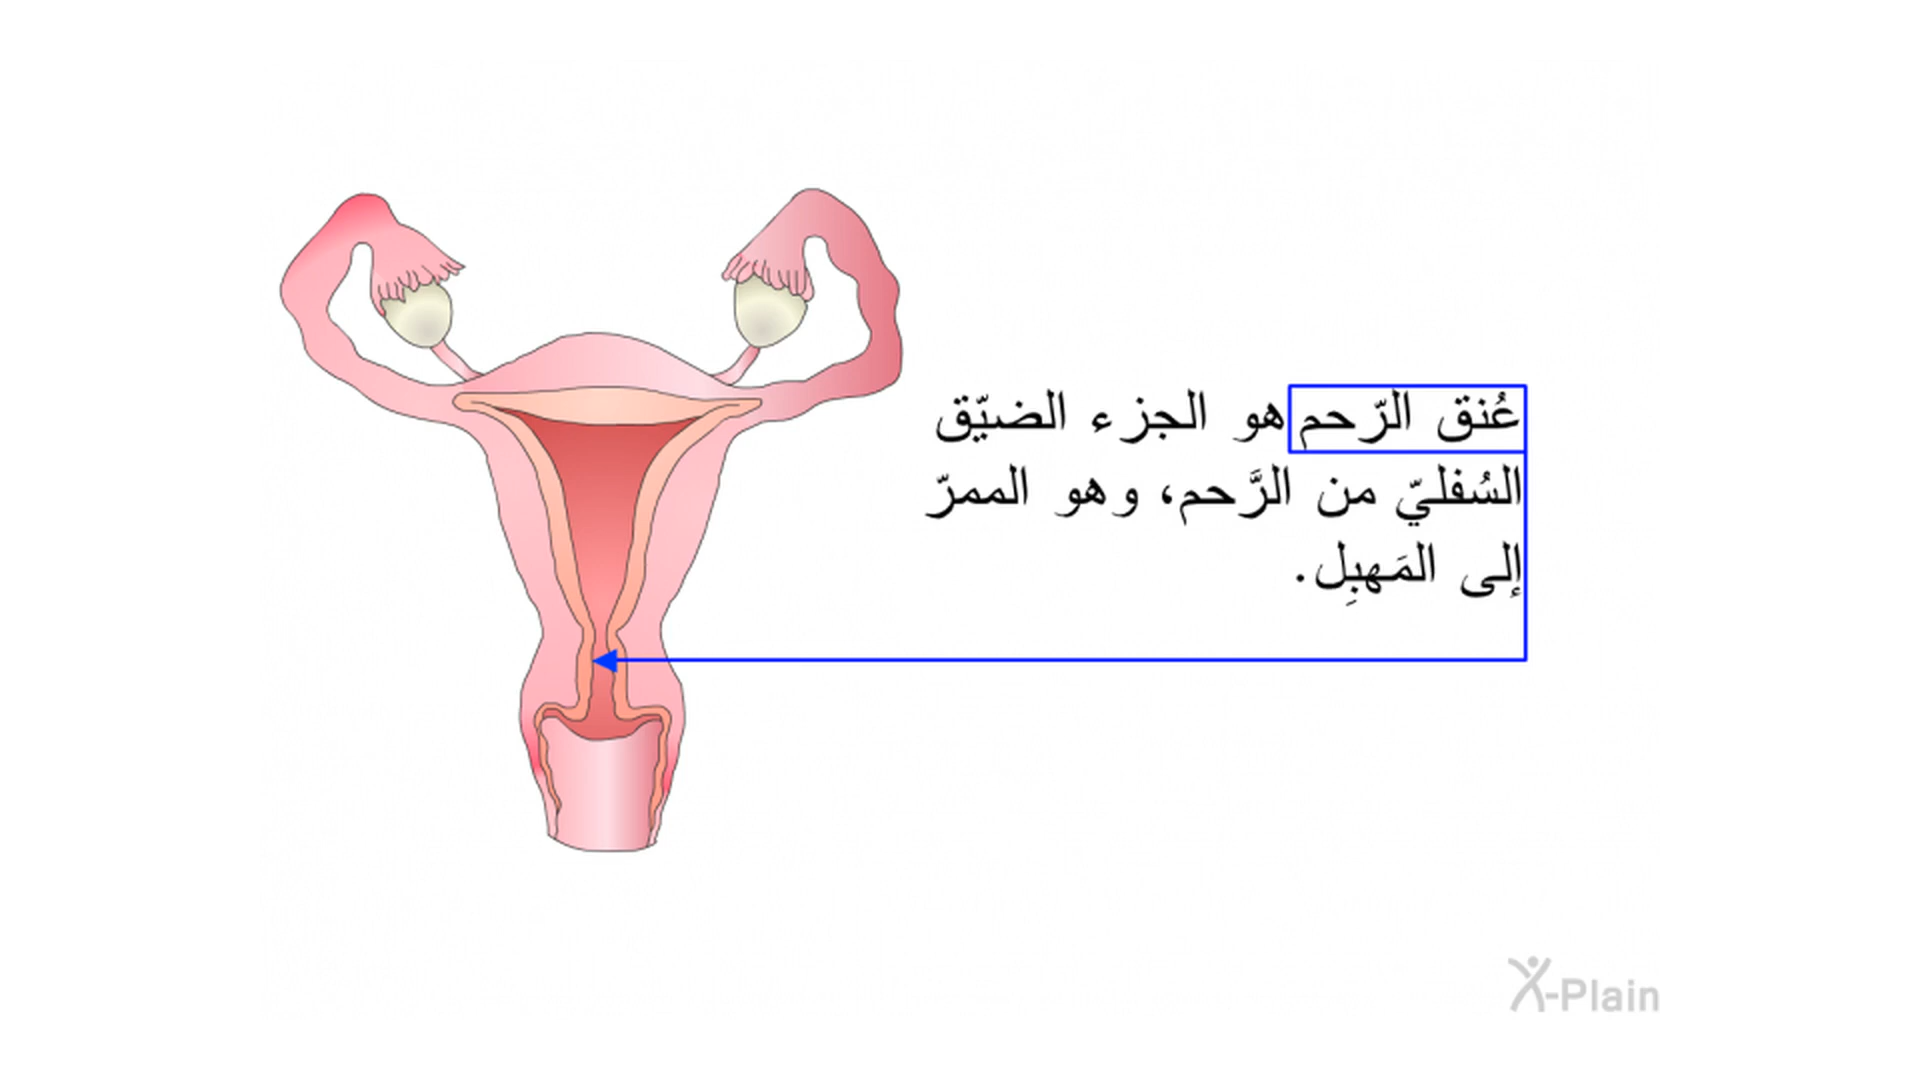 عُنق الرّحم هو الجزء الضيّق
السُفليّ من الرَّحم، وهو الممرّ
إلى المَهبِل.
X-Plain